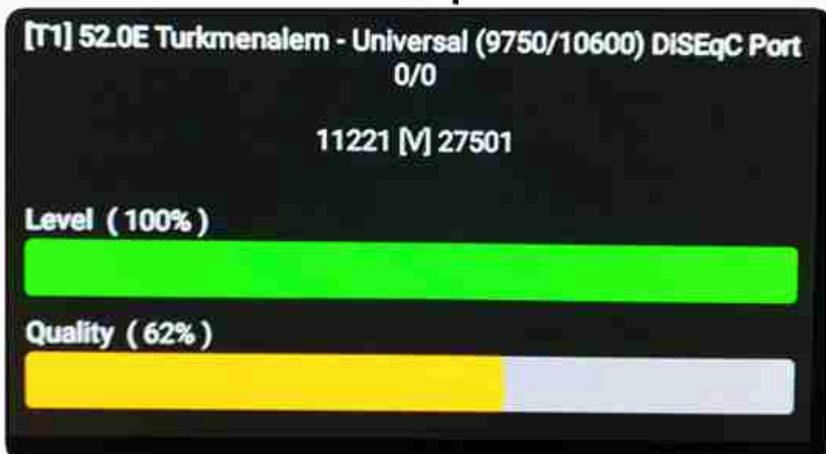 [T1] 52.0E Turkmenalem - Universal (9750/10600) DiSEqC Port
0/0
11221 [V] 27501
Level ( 100% )
Quality ( 62% )